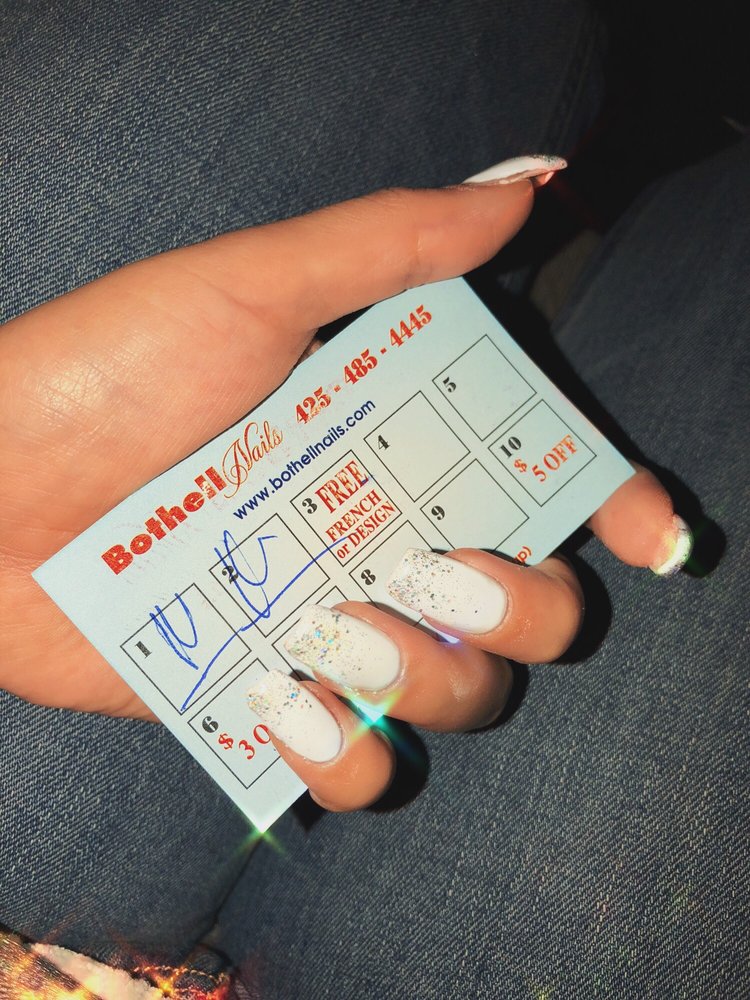 Bothell Nails 425 - 485 - 4445
www.bothellnails.com
1
2
3 FREE
FRENCH
or DESIGN
4
5
6
$ 3 O
8
9
10
$ 5 OFF